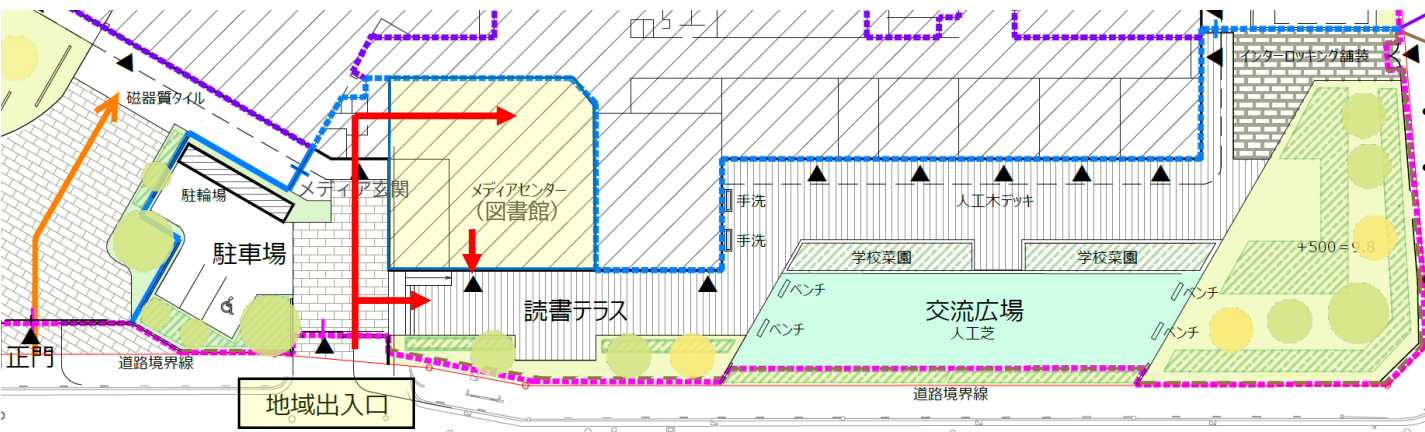 インターロッキング舗装
磁器質タイル
メディア玄関
メディアセンター
(図書館)
駐輪場
手洗
人工木デッキ
手洗
駐車場
学校菜園
学校菜園
+500=9.8
ベンチ
ベンチ
読書テラス
交流広場
人工芝
ベンチ
ベンチ
正門
道路境界線
道路境界線
地域出入口